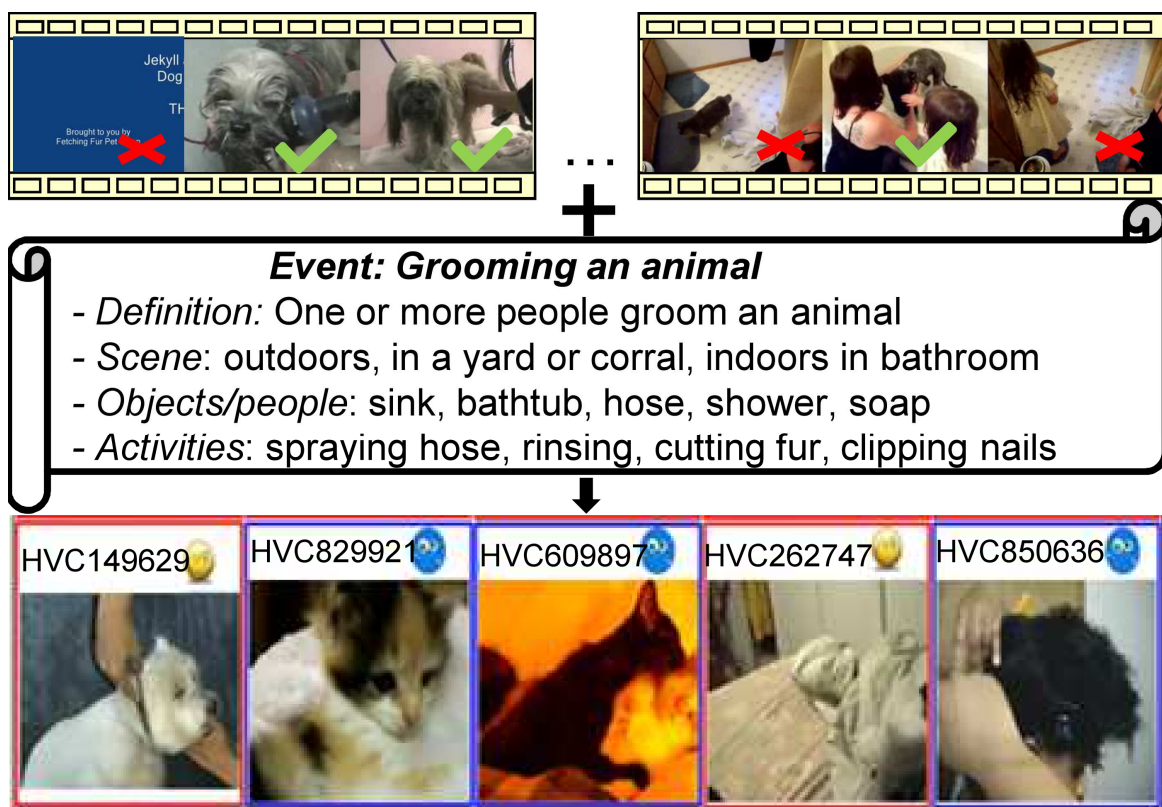 Jekyll
Dog
TH
Brought to you by
Fetching Fur Pet
...
+
Event: Grooming an animal
- Definition: One or more people groom an animal
- Scene: outdoors, in a yard or corral, indoors in bathroom
- Objects/people: sink, bathtub, hose, shower, soap
- Activities: spraying hose, rinsing, cutting fur, clipping nails
HVC149629
HVC829921
HVC609897
HVC262747
HVC850636